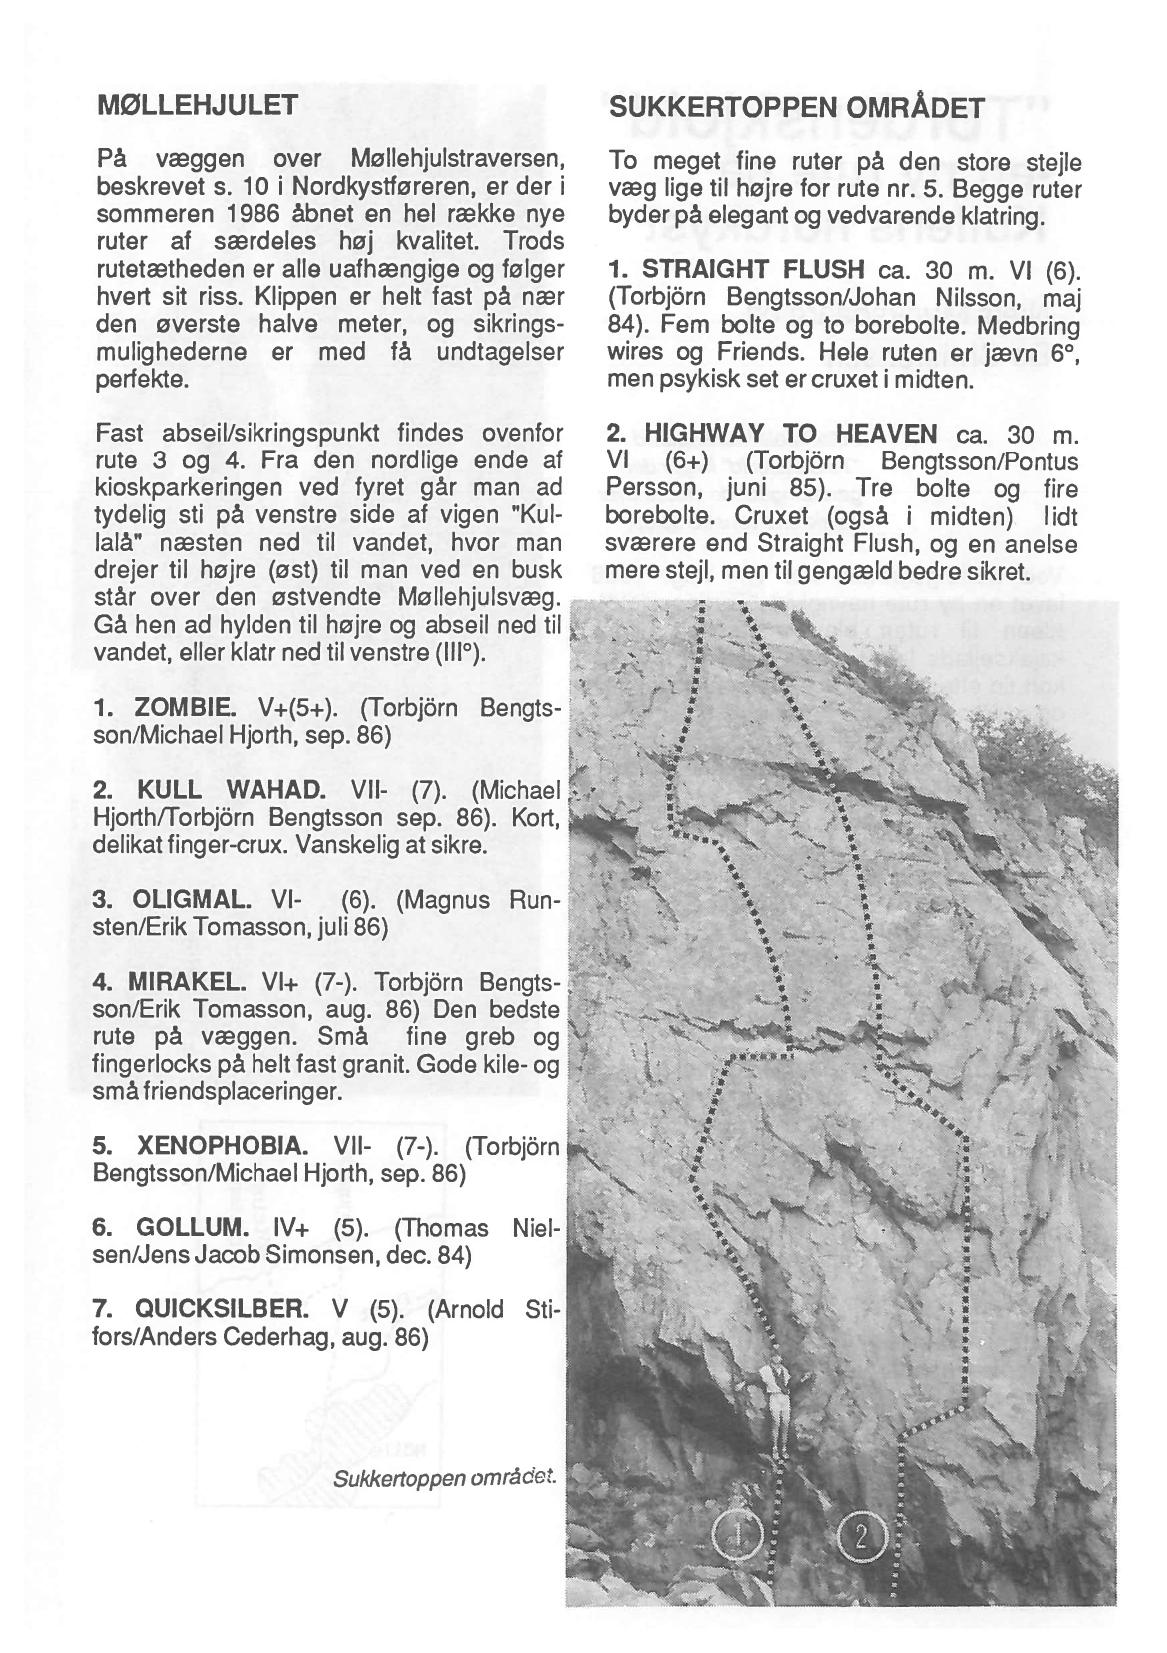 MØLLEHJULET
På væggen over Møllehjulstraversen,
beskrevet s. 10 i Nordkystføreren, er der i
sommeren 1986 åbnet en hel række nye
ruter af særdeles høj kvalitet. Trods
rutetætheden er alle uafhængige og følger
hvert sit riss. Klippen er helt fast på nær
den øverste halve meter, og sikrings-
mulighederne er med få undtagelser
perfekte.
Fast abseil/sikringspunkt findes ovenfor
rute 3 og 4. Fra den nordlige ende af
kioskparkeringen ved fyret går man ad
tydelig sti på venstre side af vigen "Kul-
lalå" næsten ned til vandet, hvor man
drejer til højre (øst) til man ved en busk
står over den østvendte Møllehjulsvæg.
Gå hen ad hylden til højre og abseil ned til
vandet, eller klatr ned til venstre (III°).
1. ZOMBIE. V+(5+). (Torbjörn Bengts-
son/Michael Hjorth, sep. 86)
2. KULL WAHAD. VII- (7). (Michael
Hjorth/Torbjörn Bengtsson sep. 86). Kort,
delikat finger-crux. Vanskelig at sikre.
3. OLIGMAL. VI- (6). (Magnus Run-
sten/Erik Tomasson, juli 86)
4. MIRAKEL. VI+ (7-). Torbjörn Bengts-
son/Erik Tomasson, aug. 86) Den bedste
rute på væggen. Små fine greb og
fingerlocks på helt fast granit. Gode kile- og
små friendsplaceringer.
5. XENOPHOBIA. VII- (7-). (Torbjörn
Bengtsson/Michael Hjorth, sep. 86)
6. GOLLUM. IV+ (5). (Thomas Niel-
sen/Jens Jacob Simonsen, dec. 84)
7. QUICKSILBER. V (5). (Arnold Sti-
fors/Anders Cederhag, aug. 86)
Sukkertoppen området.
SUKKERTOPPEN OMRÅDET
To meget fine ruter på den store stejle
væg lige til højre for rute nr. 5. Begge ruter
byder på elegant og vedvarende klatring.
1. STRAIGHT FLUSH ca. 30 m. VI (6).
(Torbjörn Bengtsson/Johan Nilsson, maj
84). Fem bolte og to borebolte. Medbring
wires og Friends. Hele ruten er jævn 6°,
men psykisk set er cruxet i midten.
2. HIGHWAY TO HEAVEN ca. 30 m.
VI (6+) (Torbjörn Bengtsson/Pontus
Persson, juni 85). Tre bolte og fire
borebolte. Cruxet (også i midten) lidt
sværere end Straight Flush, og en anelse
mere stejl, men til gengæld bedre sikret.
1
2